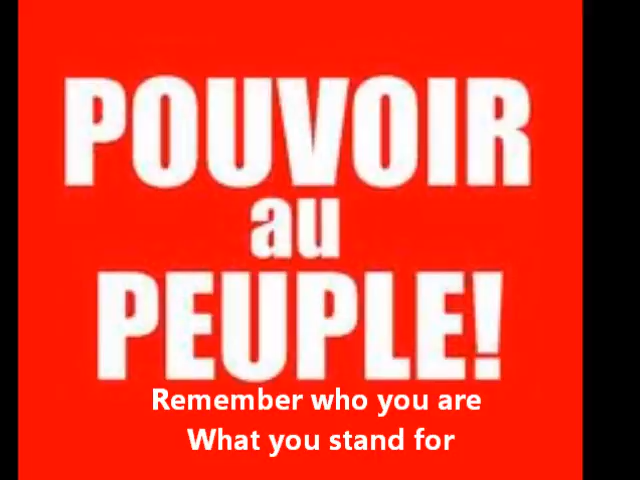 POUVOIR
au
PEUPLE!
Remember who you are
What you stand for